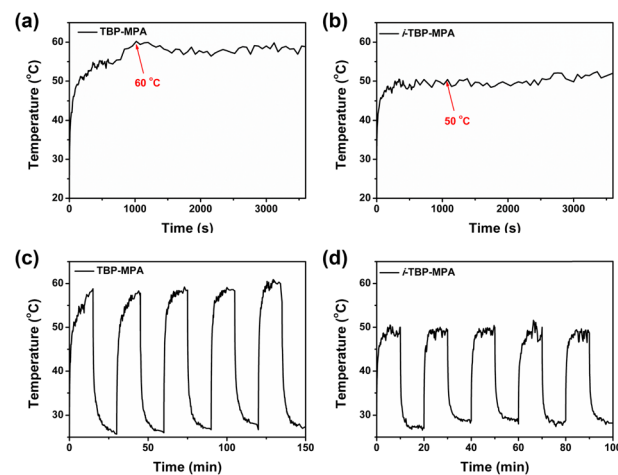 (a)
TBP-MPA
60 °C
Temperature (°C)
60
50
40
30
20
0
1000
2000
3000
Time (s)
(b)
i-TBP-MPA
50 °C
Temperature (°C)
60
50
40
30
20
0
1000
2000
3000
Time (s)
(c)
TBP-MPA
Temperature (°C)
60
50
40
30
0
50
100
150
Time (min)
(d)
i-TBP-MPA
Temperature (°C)
60
50
40
30
0
20
40
60
80
100
Time (min)